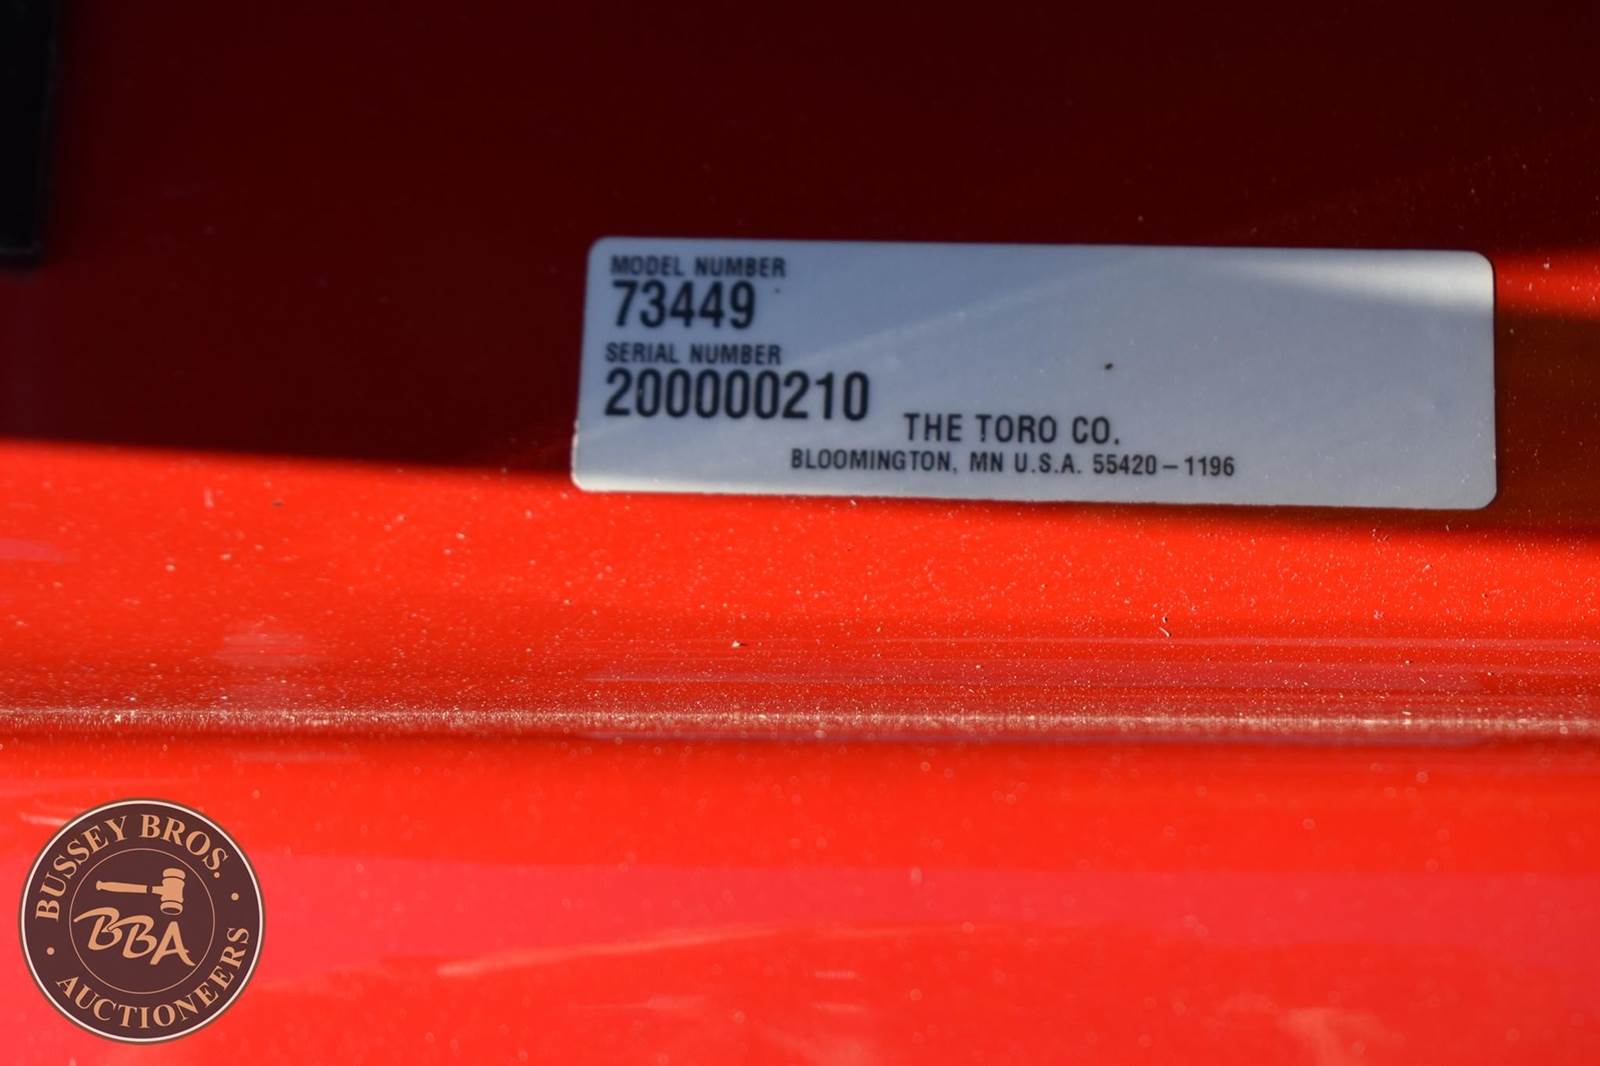 MODEL NUMBER
73449
SERIAL NUMBER
200000210
THE TORO CO.
BLOOMINGTON, MN U.S.A. 55420-1196
BUSSEY BROS.
BBA
AUCTIONEERS